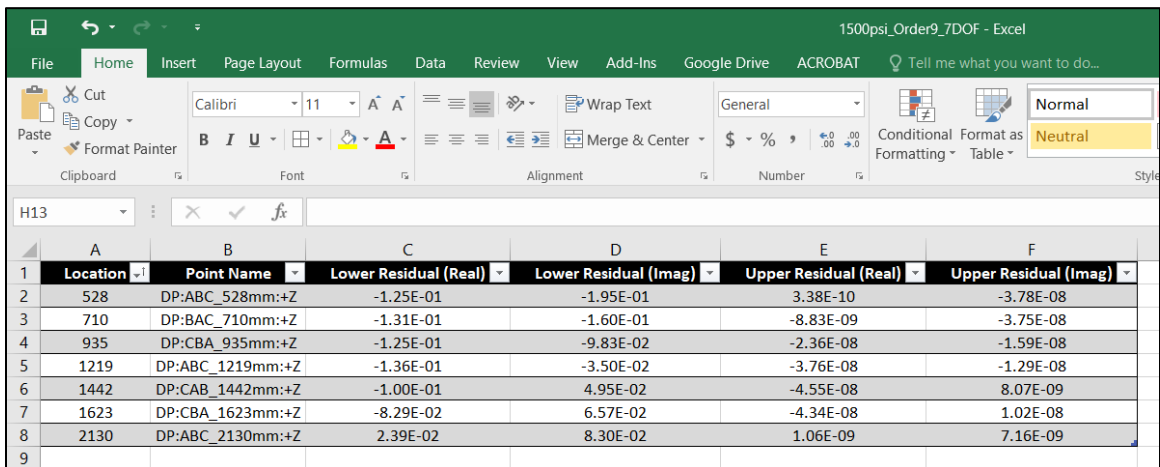 1500psi_Order9_7DOF - Excel
File Home Insert Page Layout Formulas Data Review View Add-Ins Google Drive ACROBAT Tell me what you want to do...
Paste
Cut
Copy
Format Painter
Clipboard
Calibri 11 A A
B I U A
Font
Wrap Text
Merge & Center
Alignment
General
$ % , .0 .00 .00 .0
Number
Conditional Formatting
Format as Table
Normal
Neutral
Style
H13 fx
A B C D E F
1 Location Point Name Lower Residual (Real) Lower Residual (Imag) Upper Residual (Real) Upper Residual (Imag)
2 528 DP:ABC_528mm:+Z -1.25E-01 -1.95E-01 3.38E-10 -3.78E-08
3 710 DP:BAC_710mm:+Z -1.31E-01 -1.60E-01 -8.83E-09 -3.75E-08
4 935 DP:CBA_935mm:+Z -1.25E-01 -9.83E-02 -2.36E-08 -1.59E-08
5 1219 DP:ABC_1219mm:+Z -1.36E-01 -3.50E-02 -3.76E-08 -1.29E-08
6 1442 DP:CAB_1442mm:+Z -1.00E-01 4.95E-02 -4.55E-08 8.07E-09
7 1623 DP:CBA_1623mm:+Z -8.29E-02 6.57E-02 -4.34E-08 1.02E-08
8 2130 DP:ABC_2130mm:+Z 2.39E-02 8.30E-02 1.06E-09 7.16E-09
9